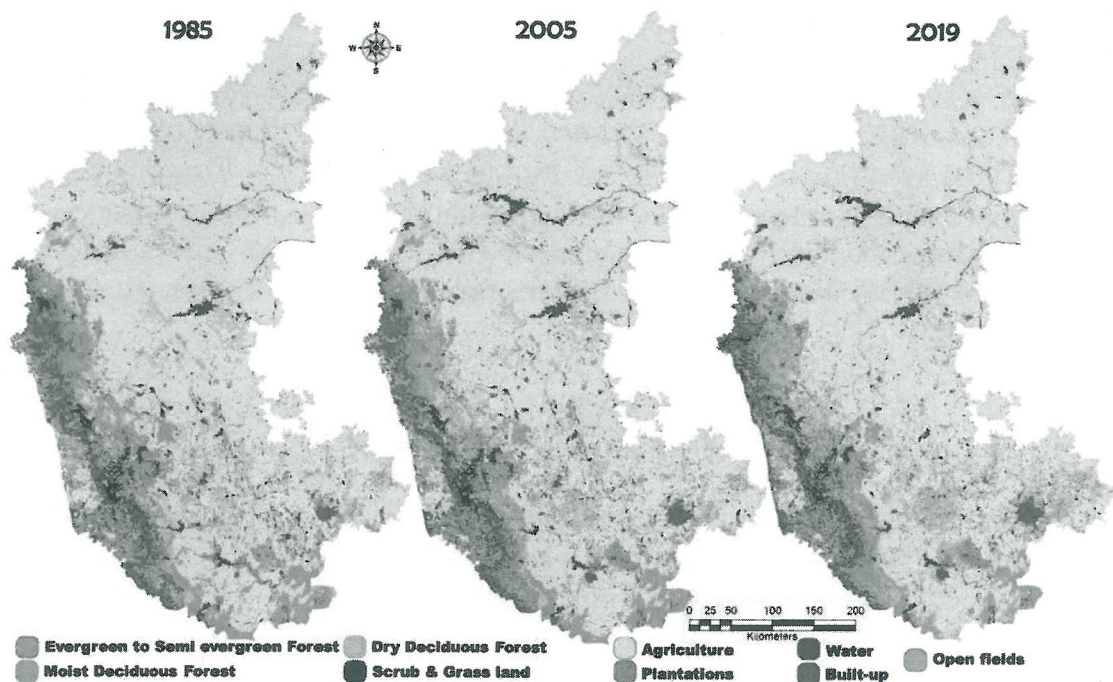 1985
2005
2019
N
W E
S
0 25 50 100 150 200
Kilometers
Evergreen to Semi evergreen Forest
Dry Deciduous Forest
Agriculture
Water
Open fields
Moist Deciduous Forest
Scrub & Grass land
Plantations
Built-up